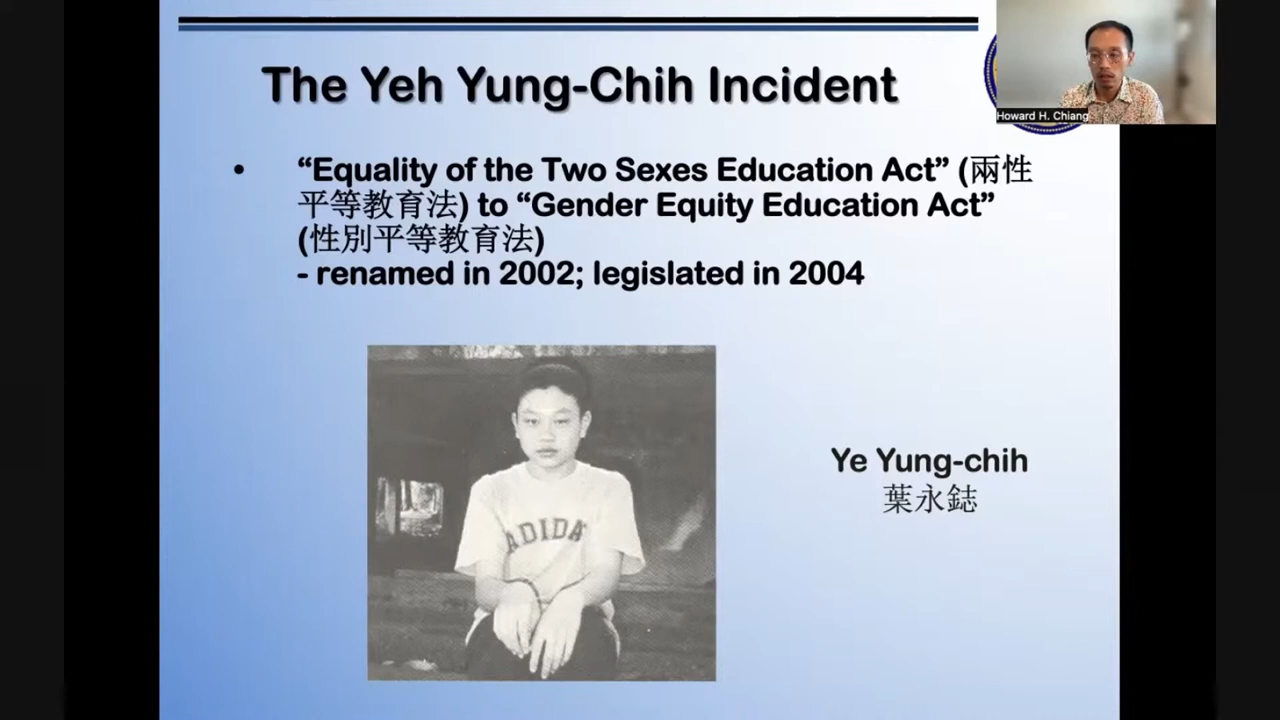 The Yeh Yung-Chih Incident
Howard H. Chiang
• “Equality of the Two Sexes Education Act” (兩性
平等教育法) to “Gender Equity Education Act”
(性別平等教育法)
- renamed in 2002; legislated in 2004
ADIDA
Ye Yung-chih
葉永鋕